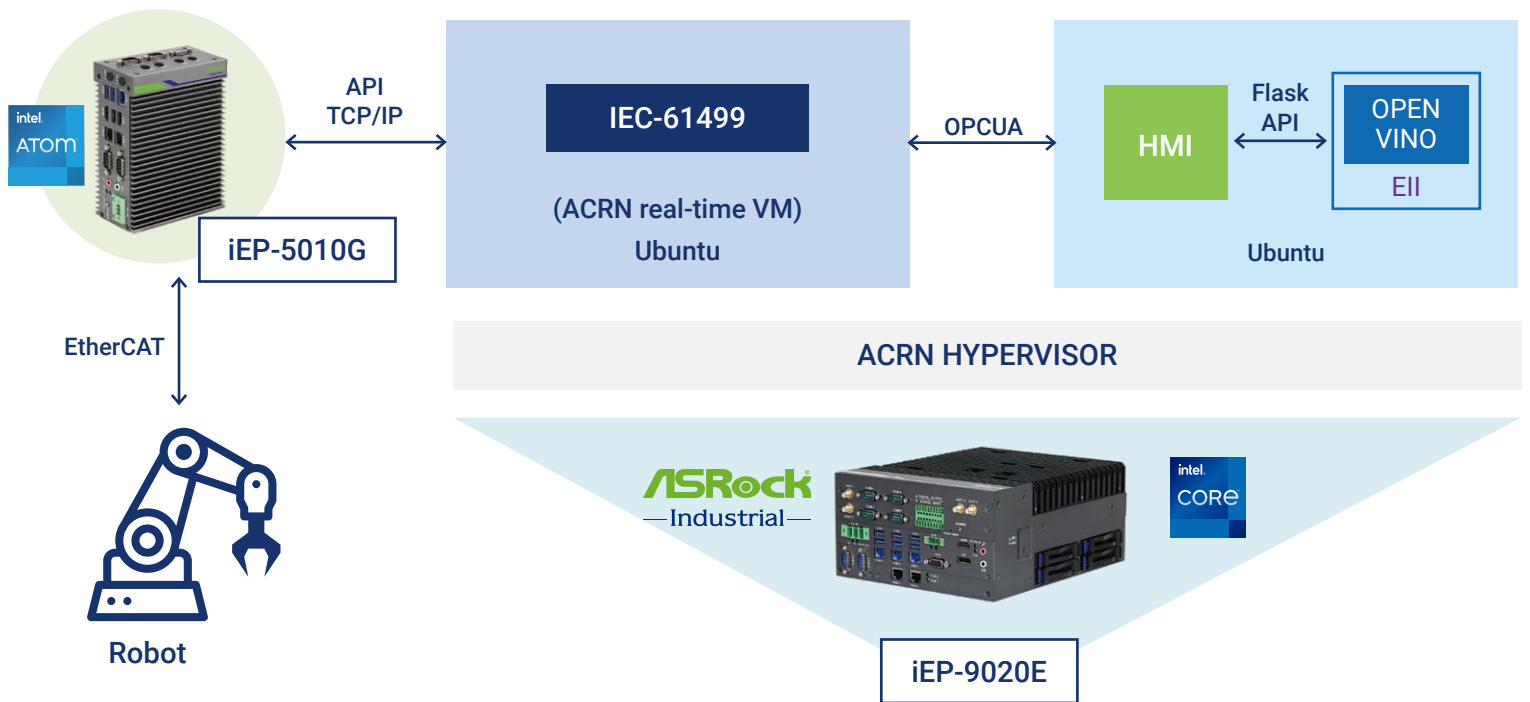 intel.
ATOM
iEP-5010G
API
TCP/IP
IEC-61499
(ACRN real-time VM)
Ubuntu
OPCUA
HMI
Flask
API
OPEN
VINO
EII
Ubuntu
EtherCAT
Robot
ACRN HYPERVISOR
ASRock
Industrial
intel.
CORE
iEP-9020E